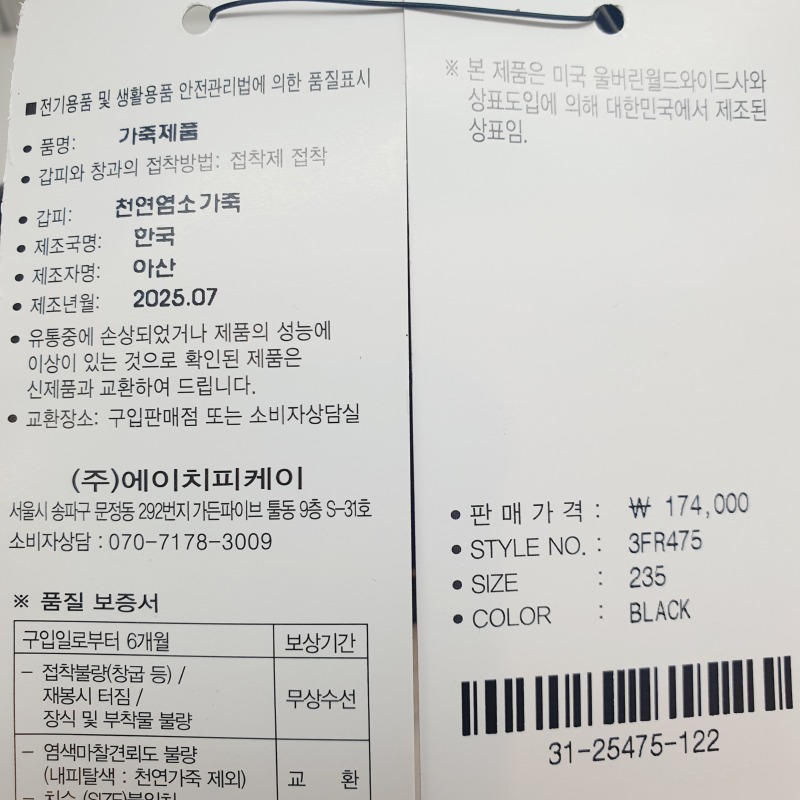 ■전기용품 및 생활용품 안전관리법에 의한 품질표시
● 품명: 가죽제품
● 갑피와 창과의 접착방법: 접착제 접착
● 갑피: 천연염소가죽
● 제조국명: 한국
● 제조자명: 아산
● 제조년월: 2025.07
● 유통중에 손상되었거나 제품의 성능에
이상이 있는 것으로 확인된 제품은
신제품과 교환하여 드립니다.
● 교환장소: 구입판매점 또는 소비자상담실
(주)에이치피케이
서울시 송파구 문정동 292번지 가든파이브 툴동 9층 S-31호
소비자상담 : 070-7178-3009
※ 품질 보증서
구입일로부터 6개월 보상기간
- 접착불량(창굽 등) /
재봉시 터짐 /
장식 및 부착물 불량
무상수선
- 염색마찰견뢰도 불량
(내피탈색 : 천연가죽 제외)
교 환
- 치수 (SIZE)불일치
※ 본 제품은 미국 울버린월드와이드사와
상표도입에 의해 대한민국에서 제조된
상표임.
● 판매가격 : ₩ 174,000
● STYLE NO. : 3FR475
● SIZE : 235
● COLOR : BLACK
31-25475-122